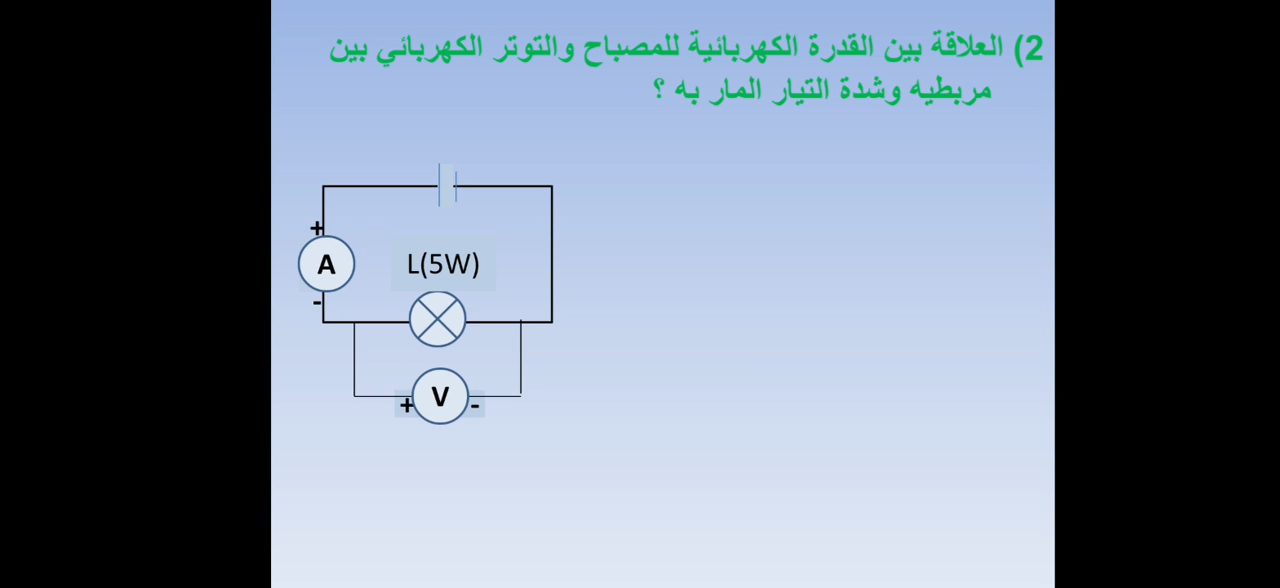 2) العلاقة بين القدرة الكهربائية للمصباح والتوتر الكهربائي بين
مربطيه وشدة التيار المار به ؟
+
A
L(5W)
-
+ V -